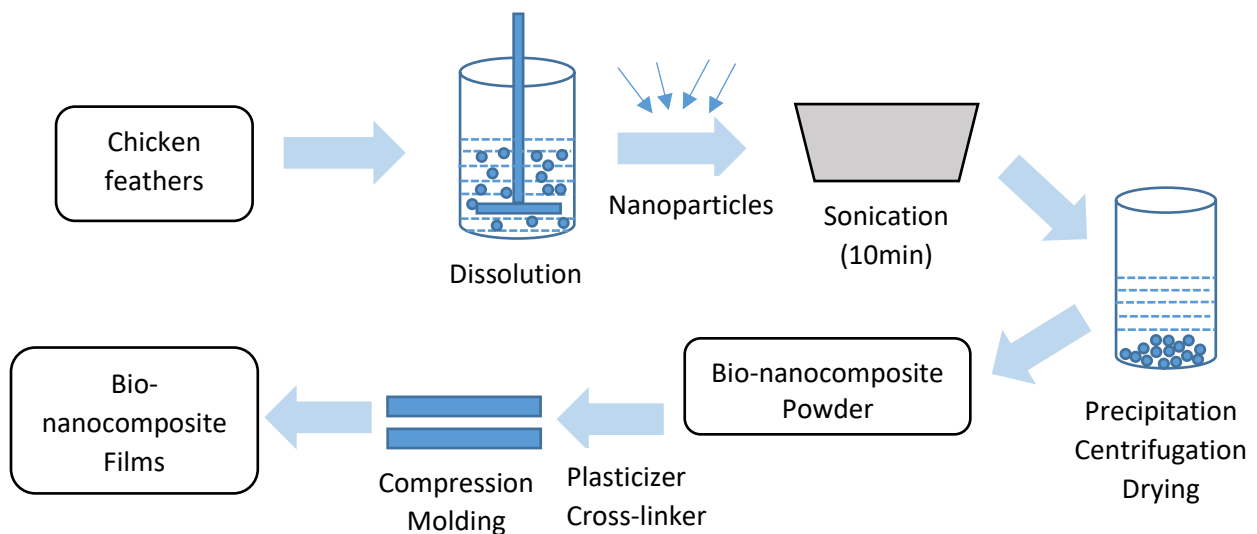 Chicken
feathers
Dissolution
Nanoparticles
Sonication
(10min)
Precipitation
Centrifugation
Drying
Bio-nanocomposite
Powder
Plasticizer
Cross-linker
Compression
Molding
Bio-
nanocomposite
Films